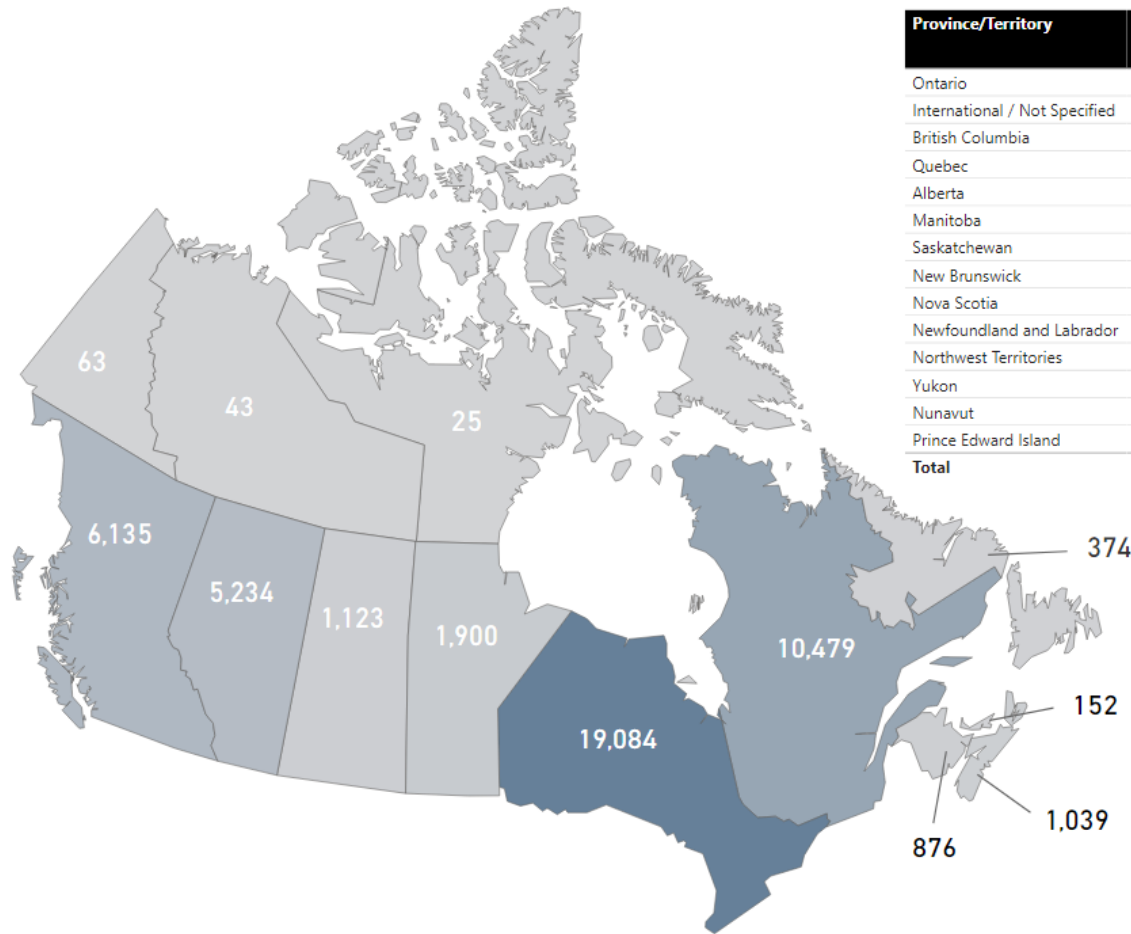 Province/Territory
Ontario
International / Not Specified
British Columbia
Quebec
Alberta
Manitoba
Saskatchewan
New Brunswick
Nova Scotia
Newfoundland and Labrador
Northwest Territories
Yukon
Nunavut
Prince Edward Island
Total
63
43
25
6,135
5,234
1,123
1,900
19,084
10,479
374
152
1,039
876